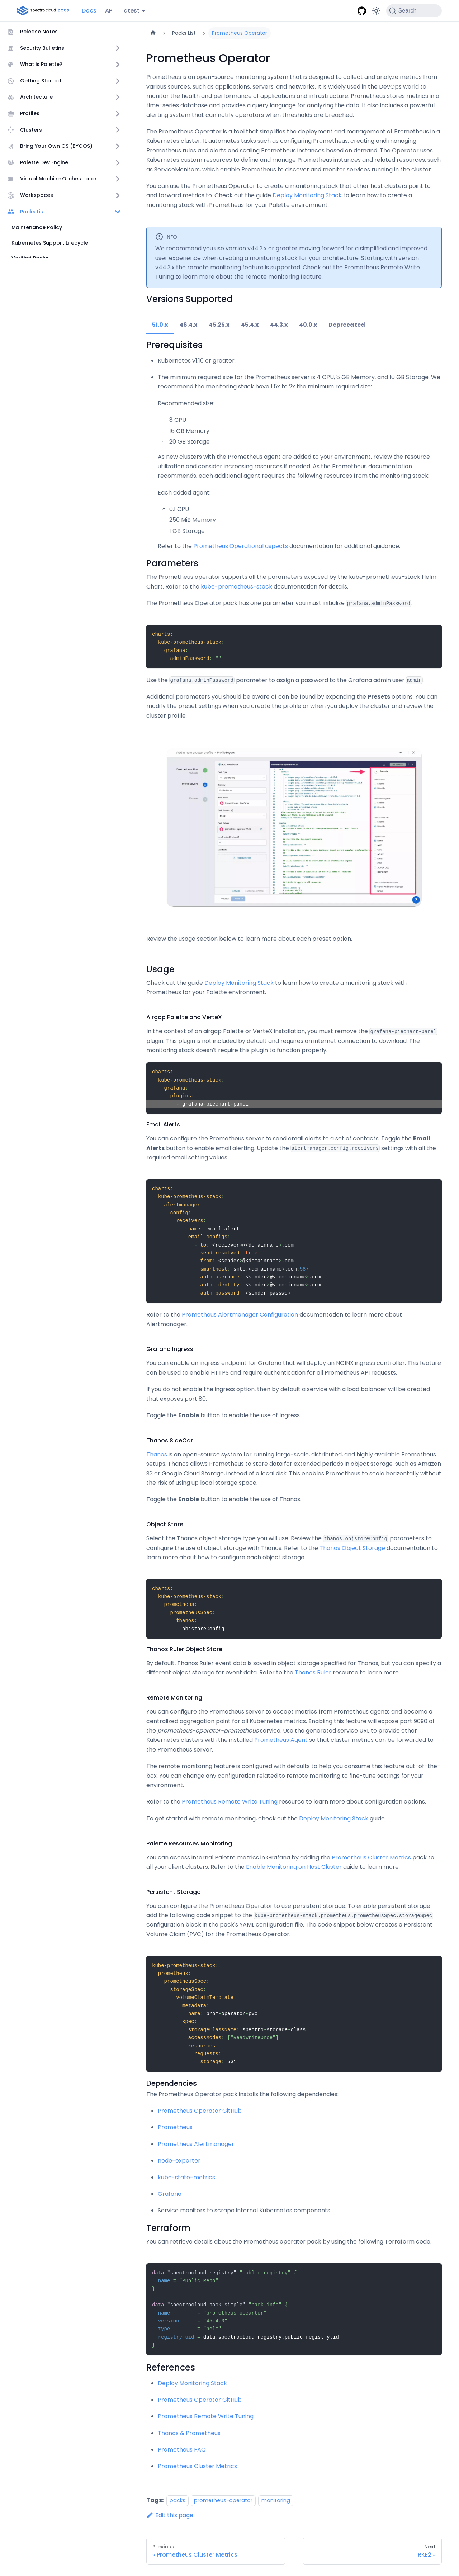 spectrocloud DOCS
Docs
API
latest
Search
Release Notes
Security Bulletins
What is Palette?
Getting Started
Architecture
Profiles
Clusters
Bring Your Own OS (BYOOS)
Palette Dev Engine
Virtual Machine Orchestrator
Workspaces
Packs List
Maintenance Policy
Kubernetes Support Lifecycle
Packs List
Prometheus Operator
Prometheus Operator
Prometheus is an open-source monitoring system that is designed to collect and analyze metrics from
various sources, such as applications, servers, and networks. It is widely used in the DevOps world to
monitor the health and performance of applications and infrastructure. Prometheus stores metrics in a
time-series database and provides a query language for analyzing the data. It also includes a powerful
alerting system that can notify operators when thresholds are breached.
The Prometheus Operator is a tool that simplifies the deployment and management of Prometheus in a
Kubernetes cluster. It automates tasks such as configuring Prometheus, creating and managing
Prometheus rules and alerts and scaling Prometheus instances based on demand. The Operator uses
Kubernetes custom resources to define and manage Prometheus instances and related resources, such
as ServiceMonitors, which enable Prometheus to discover and monitor services running in the cluster.
You can use the Prometheus Operator to create a monitoring stack that other host clusters point to
and forward metrics to. Check out the guide Deploy Monitoring Stack to learn how to create a
monitoring stack with Prometheus for your Palette environment.
INFO
We recommend you use version v44.3.x or greater moving forward for a simplified and improved
user experience when creating a monitoring stack for your architecture. Starting with version
v44.3.x the remote monitoring feature is supported. Check out the Prometheus Remote Write
Tuning to learn more about the remote monitoring feature.
Versions Supported
51.0.x
46.4.x
45.25.x
45.4.x
44.3.x
40.0.x
Deprecated
Prerequisites
Kubernetes v1.16 or greater.
The minimum required size for the Prometheus server is 4 CPU, 8 GB Memory, and 10 GB Storage. We
recommend the monitoring stack have 1.5x to 2x the minimum required size:
Recommended size:
8 CPU
16 GB Memory
20 GB Storage
As new clusters with the Prometheus agent are added to your environment, review the resource
utilization and consider increasing resources if needed. As the Prometheus documentation
recommends, each additional agent requires the following resources from the monitoring stack:
Each added agent:
0.1 CPU
250 MiB Memory
1 GB Storage
Refer to the Prometheus Operational aspects documentation for additional guidance.
Parameters
The Prometheus operator supports all the parameters exposed by the kube-prometheus-stack Helm
Chart. Refer to the kube-prometheus-stack documentation for details.
The Prometheus Operator pack has one parameter you must initialize grafana.adminPassword:
charts:
kube-prometheus-stack:
grafana:
adminPassword: ""
Use the grafana.adminPassword parameter to assign a password to the Grafana admin user admin.
Additional parameters you should be aware of can be found by expanding the Presets options. You can
modify the preset settings when you create the profile or when you deploy the cluster and review the
cluster profile.
Review the usage section below to learn more about each preset option.
Usage
Check out the guide Deploy Monitoring Stack to learn how to create a monitoring stack with
Prometheus for your Palette environment.
Airgap Palette and VerteX
In the context of an airgap Palette or VerteX installation, you must remove the grafana-piechart-panel
plugin. This plugin is not included by default and requires an internet connection to download. The
monitoring stack doesn't require this plugin to function properly.
charts:
kube-prometheus-stack:
grafana:
plugins:
- grafana-piechart-panel
Email Alerts
You can configure the Prometheus server to send email alerts to a set of contacts. Toggle the Email
Alerts button to enable email alerting. Update the alertmanager.config.receivers settings with all the
required email setting values.
charts:
kube-prometheus-stack:
alertmanager:
config:
receivers:
- name: email-alert
email_configs:
- to: <reciever>@<domainname>.com
send_resolved: true
from: <sender>@<domainname>.com
smarthost: smtp.<domainname>.com:587
auth_username: <sender>@<domainname>.com
auth_identity: <sender>@<domainname>.com
auth_password: <sender_passwd>
Refer to the Prometheus Alertmanager Configuration documentation to learn more about
Alertmanager.
Grafana Ingress
You can enable an ingress endpoint for Grafana that will deploy an NGINX ingress controller. This feature
can be used to enable HTTPS and require authentication for all Prometheus API requests.
If you do not enable the ingress option, then by default a service with a load balancer will be created
that exposes port 80.
Toggle the Enable button to enable the use of Ingress.
Thanos SideCar
Thanos is an open-source system for running large-scale, distributed, and highly available Prometheus
setups. Thanos allows Prometheus to store data for extended periods in object storage, such as Amazon
S3 or Google Cloud Storage, instead of a local disk. This enables Prometheus to scale horizontally without
the risk of using up local storage space.
Toggle the Enable button to enable the use of Thanos.
Object Store
Select the Thanos object storage type you will use. Review the thanos.objstoreConfig parameters to
configure the use of object storage with Thanos. Refer to the Thanos Object Storage documentation to
learn more about how to configure each object storage.
charts:
kube-prometheus-stack:
prometheus:
prometheusSpec:
thanos:
objstoreConfig:
Thanos Ruler Object Store
By default, Thanos Ruler event data is saved in object storage specified for Thanos, but you can specify a
different object storage for event data. Refer to the Thanos Ruler resource to learn more.
Remote Monitoring
You can configure the Prometheus server to accept metrics from Prometheus agents and become a
centralized aggregation point for all Kubernetes metrics. Enabling this feature will expose port 9090 of
the prometheus-operator-prometheus service. Use the generated service URL to provide other
Kubernetes clusters with the installed Prometheus Agent so that cluster metrics can be forwarded to
the Prometheus server.
The remote monitoring feature is configured with defaults to help you consume this feature out-of-the-
box. You can change any configuration related to remote monitoring to fine-tune settings for your
environment.
Refer to the Prometheus Remote Write Tuning resource to learn more about configuration options.
To get started with remote monitoring, check out the Deploy Monitoring Stack guide.
Palette Resources Monitoring
You can access internal Palette metrics in Grafana by adding the Prometheus Cluster Metrics pack to
all your client clusters. Refer to the Enable Monitoring on Host Cluster guide to learn more.
Persistent Storage
You can configure the Prometheus Operator to use persistent storage. To enable persistent storage
add the following code snippet to the kube-prometheus-stack.prometheus.prometheusSpec.storageSpec
configuration block in the pack's YAML configuration file. The code snippet below creates a Persistent
Volume Claim (PVC) for the Prometheus Operator.
kube-prometheus-stack:
prometheus:
prometheusSpec:
storageSpec:
volumeClaimTemplate:
metadata:
name: prom-operator-pvc
spec:
storageClassName: spectro-storage-class
accessModes: ["ReadWriteOnce"]
resources:
requests:
storage: 5Gi
Dependencies
The Prometheus Operator pack installs the following dependencies:
Prometheus Operator GitHub
Prometheus
Prometheus Alertmanager
node-exporter
kube-state-metrics
Grafana
Service monitors to scrape internal Kubernetes components
Terraform
You can retrieve details about the Prometheus operator pack by using the following Terraform code.
data "spectrocloud_registry" "public_registry" {
name = "Public Repo"
}
data "spectrocloud_pack_simple" "pack-info" {
name = "prometheus-opeartor"
version = "45.4.0"
type = "helm"
registry_uid = data.spectrocloud_registry.public_registry.id
}
References
Deploy Monitoring Stack
Prometheus Operator GitHub
Prometheus Remote Write Tuning
Thanos & Prometheus
Prometheus FAQ
Prometheus Cluster Metrics
Tags: packs prometheus-operator monitoring
Edit this page
Previous
« Prometheus Cluster Metrics
Next
RKE2 »